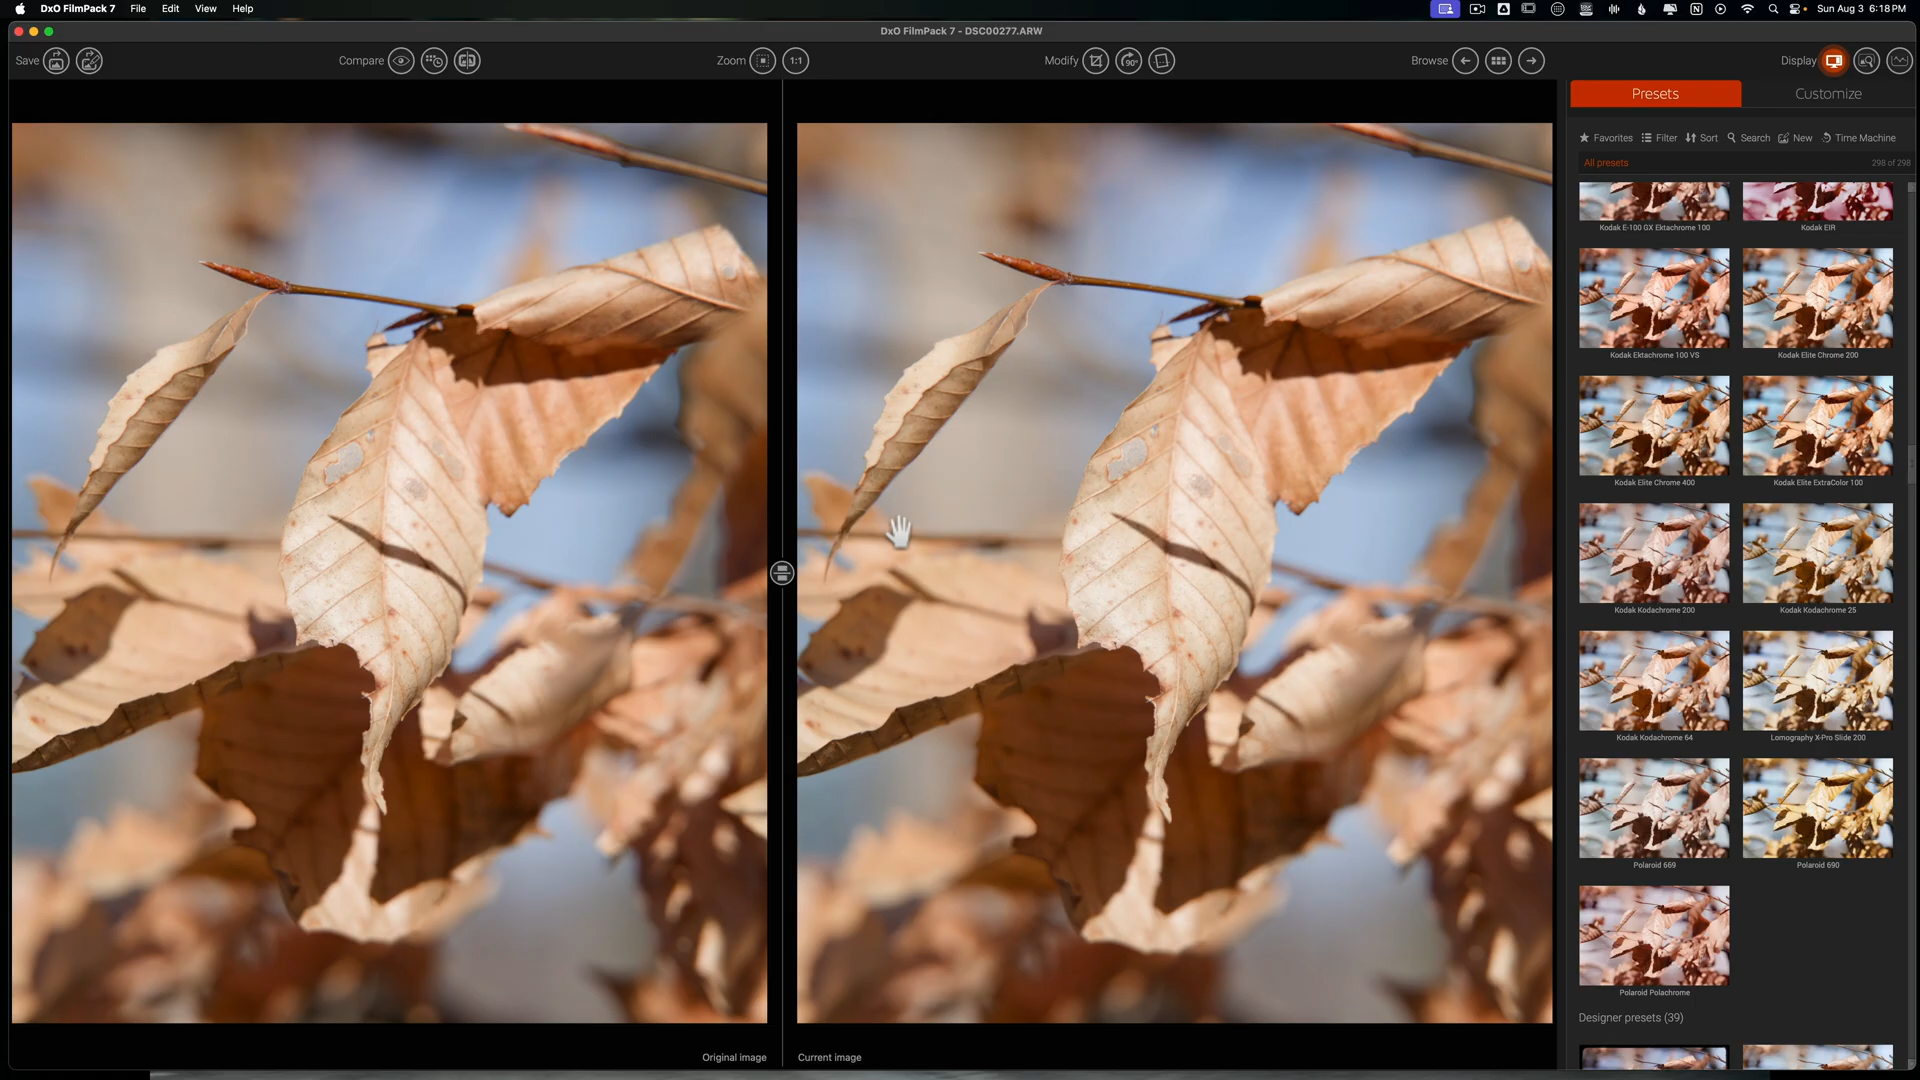 DxO FilmPack 7 File Edit View Help Sun Aug 3 6:18 PM
DxO FilmPack 7 - DSC00277.ARW
Save Compare Zoom 1:1 Modify 90° Browse Display
Presets Customize
Favorites Filter Sort Search New Time Machine
All presets 298 of 298
Kodak E-100 GX Ektachrome 100 Kodak EIR
Kodak Ektachrome 100 VS Kodak Elite Chrome 200
Kodak Elite Chrome 400 Kodak Elite ExtraColor 100
Kodak Kodachrome 200 Kodak Kodachrome 25
Kodak Kodachrome 64 Lomography X-Pro Slide 200
Polaroid 669 Polaroid 690
Polaroid Polachrome
Designer presets (39)
Original image Current image